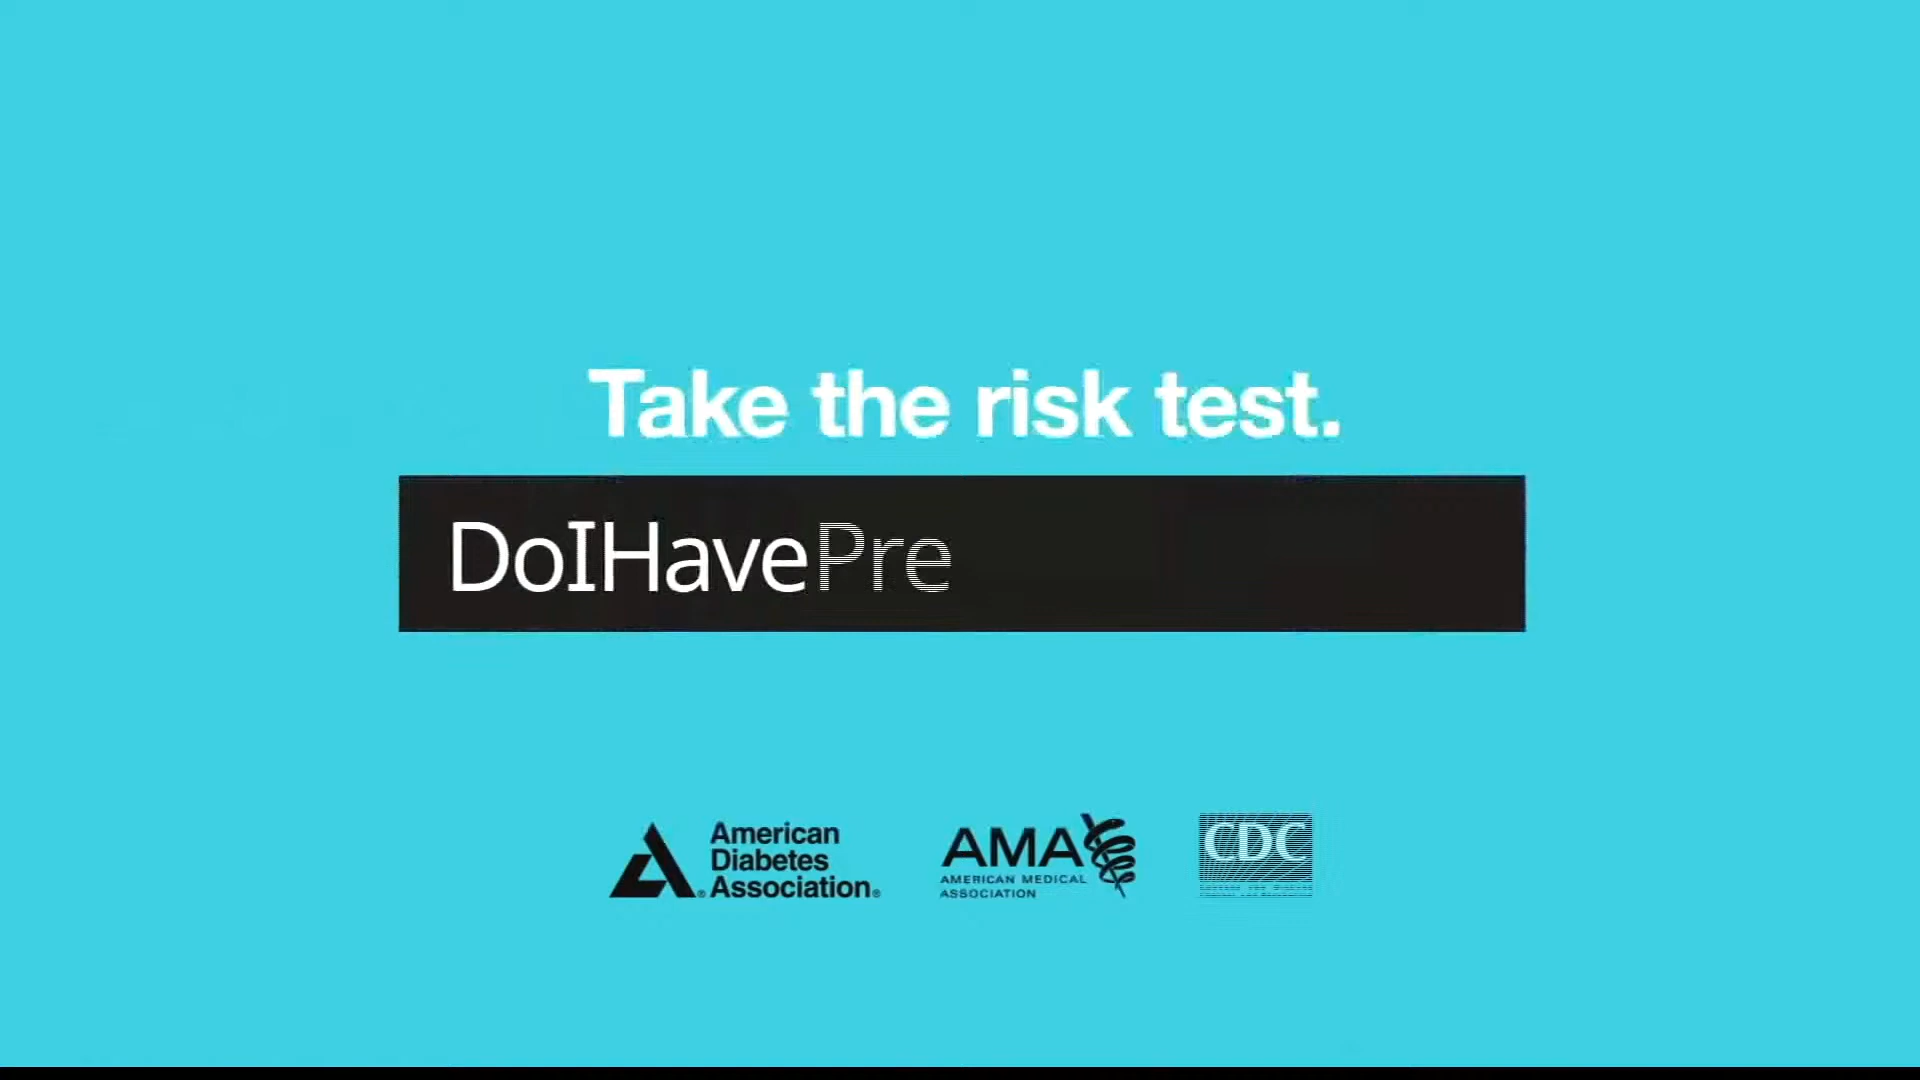 Take the risk test.
DoIHavePre
American
Diabetes
® Association®
AMA
AMERICAN MEDICAL
ASSOCIATION
CDC